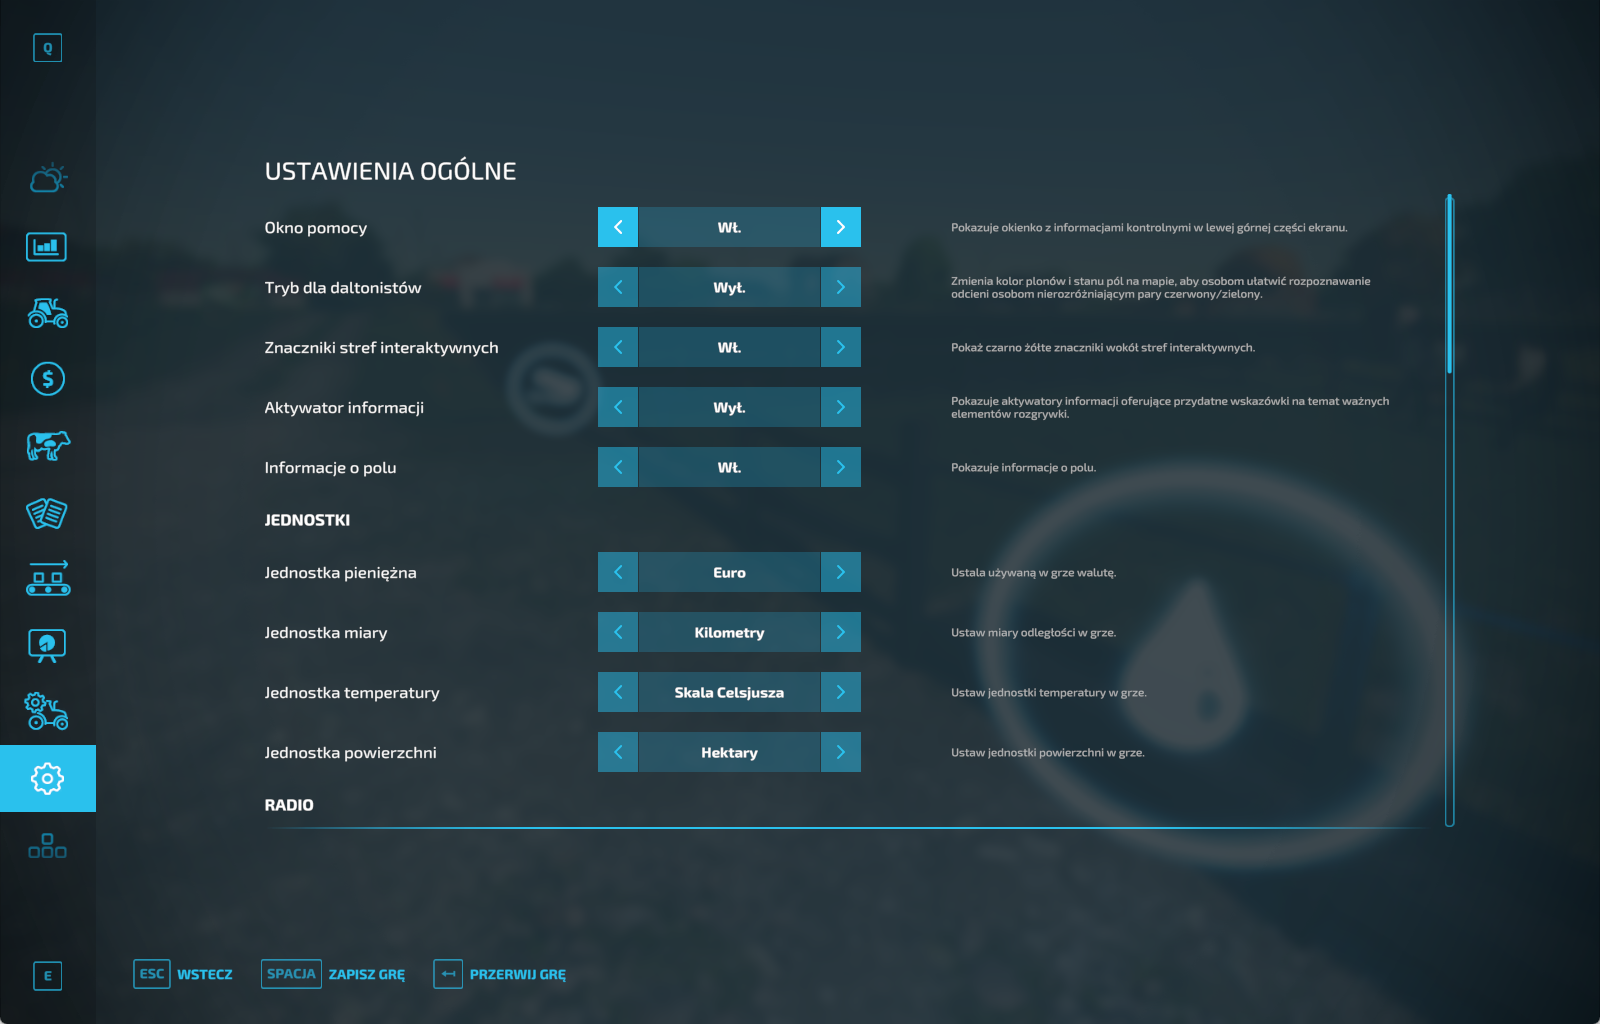 Q
USTAWIENIA OGÓLNE
Okno pomocy
WŁ.
Pokazuje okienko z informacjami kontrolnymi w lewej górnej części ekranu.
Tryb dla daltonistów
Wył.
Zmienia kolor plonów i stanu pól na mapie, aby osobom ułatwić rozpoznawanie
odcieni osobom nierozróżniającym pary czerwony/zielony.
Znaczniki stref interaktywnych
WŁ.
Pokaż czarno żółte znaczniki wokół stref interaktywnych.
Aktywator informacji
Wył.
Pokazuje aktywatory informacji oferujące przydatne wskazówki na temat ważnych
elementów rozgrywki.
Informacje o polu
WŁ.
Pokazuje informacje o polu.
JEDNOSTKI
Jednostka pieniężna
Euro
Ustala używaną w grze walutę.
Jednostka miary
Kilometry
Ustaw miary odległości w grze.
Jednostka temperatury
Skala Celsjusza
Ustaw jednostki temperatury w grze.
Jednostka powierzchni
Hektary
Ustaw jednostki powierzchni w grze.
RADIO
E
ESC WSTECZ SPACJA ZAPISZ GRĘ PRZERWIJ GRĘ